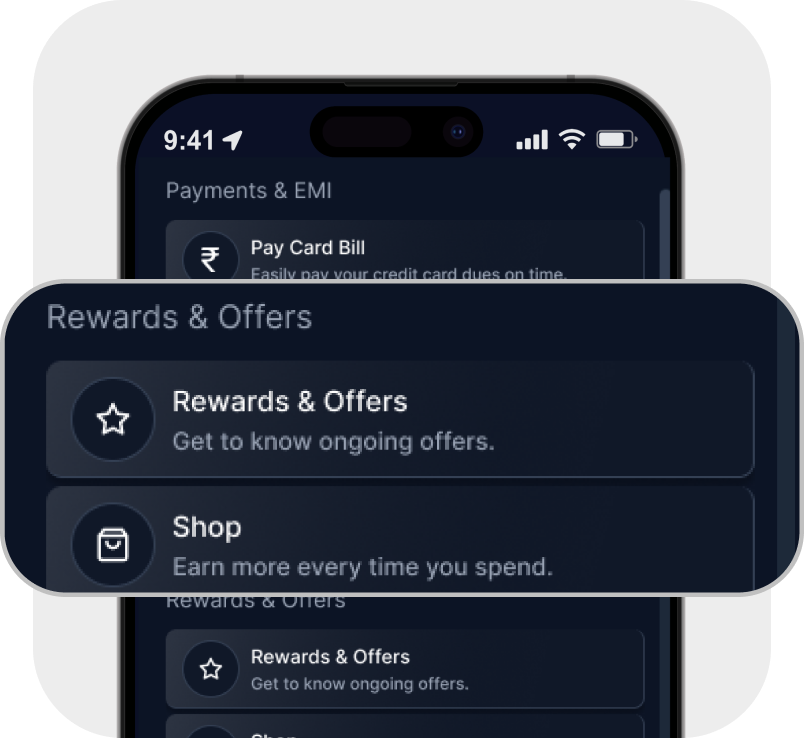 9:41
Payments & EMI
₹
Pay Card Bill
Easily pay your credit card dues on time.
Rewards & Offers
Rewards & Offers
Get to know ongoing offers.
Shop
Earn more every time you spend.
Rewards & Offers
Rewards & Offers
Get to know ongoing offers.
Shop